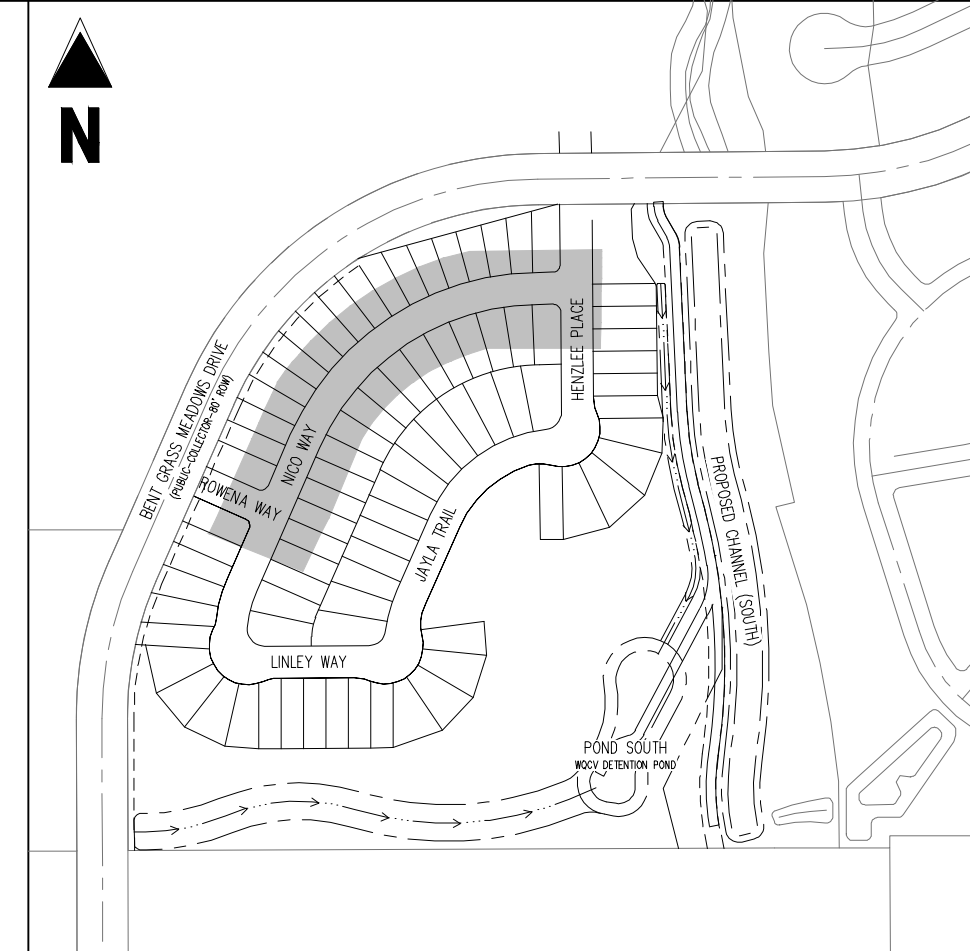 N
HENZLEE PLACE
BENT GRASS MEADOWS DRIVE
(PUBLIC-COLLECTOR-80' ROW)
NICO WAY
ROWENA WAY
JAYLA TRAIL
PROPOSED CHANNEL (SOUTH)
LINLEY WAY
POND SOUTH
WQCV DETENTION POND